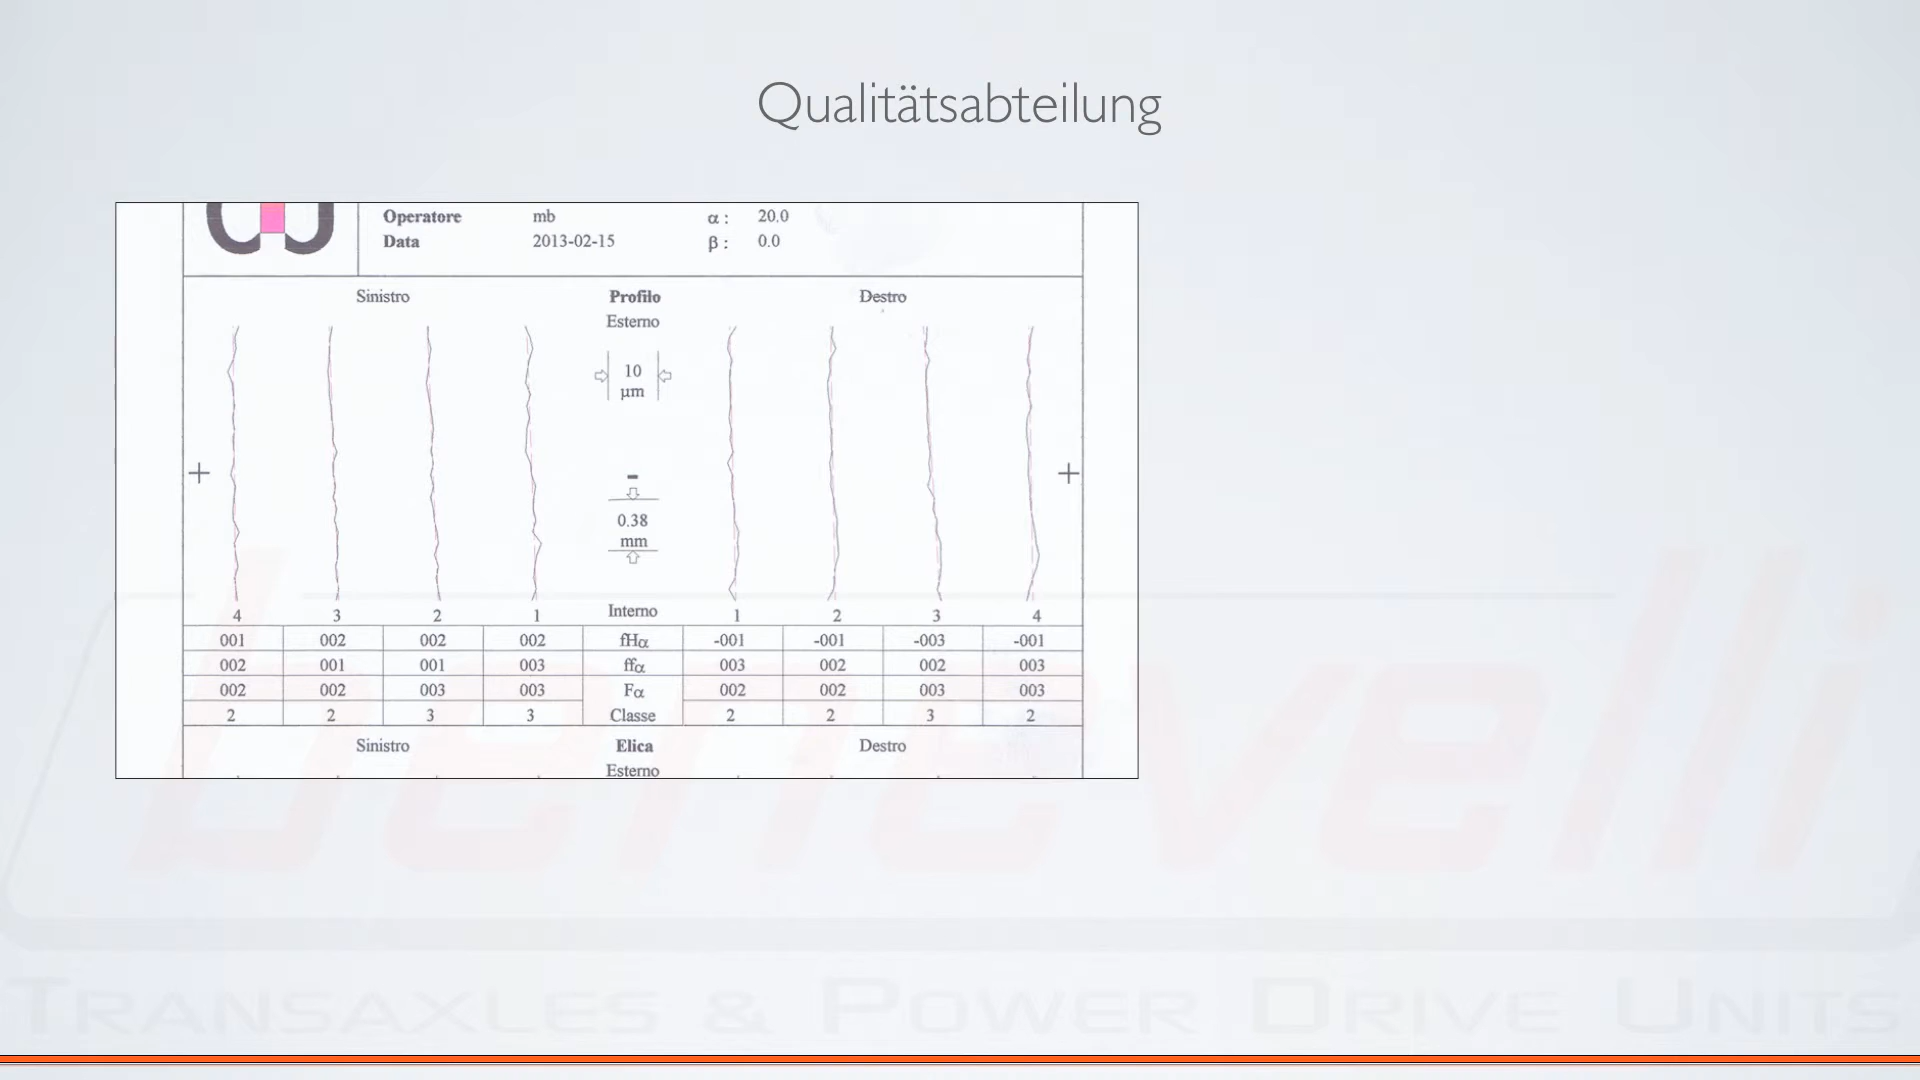 Qualitätsabteilung
Operatore mb α : 20.0
Data 2013-02-15 β : 0.0
Sinistro Profilo Destro
Esterno
10
µm
0.38
mm
4 3 2 1 Interno 1 2 3 4
001 002 002 002 fHα -001 -001 -003 -001
002 001 001 003 ffα 003 002 002 003
002 002 003 003 Fα 002 002 003 003
2 2 3 3 Classe 2 2 3 2
Sinistro Elica Destro
Esterno
benevelli
TRANSAXLES & POWER DRIVE UNITS